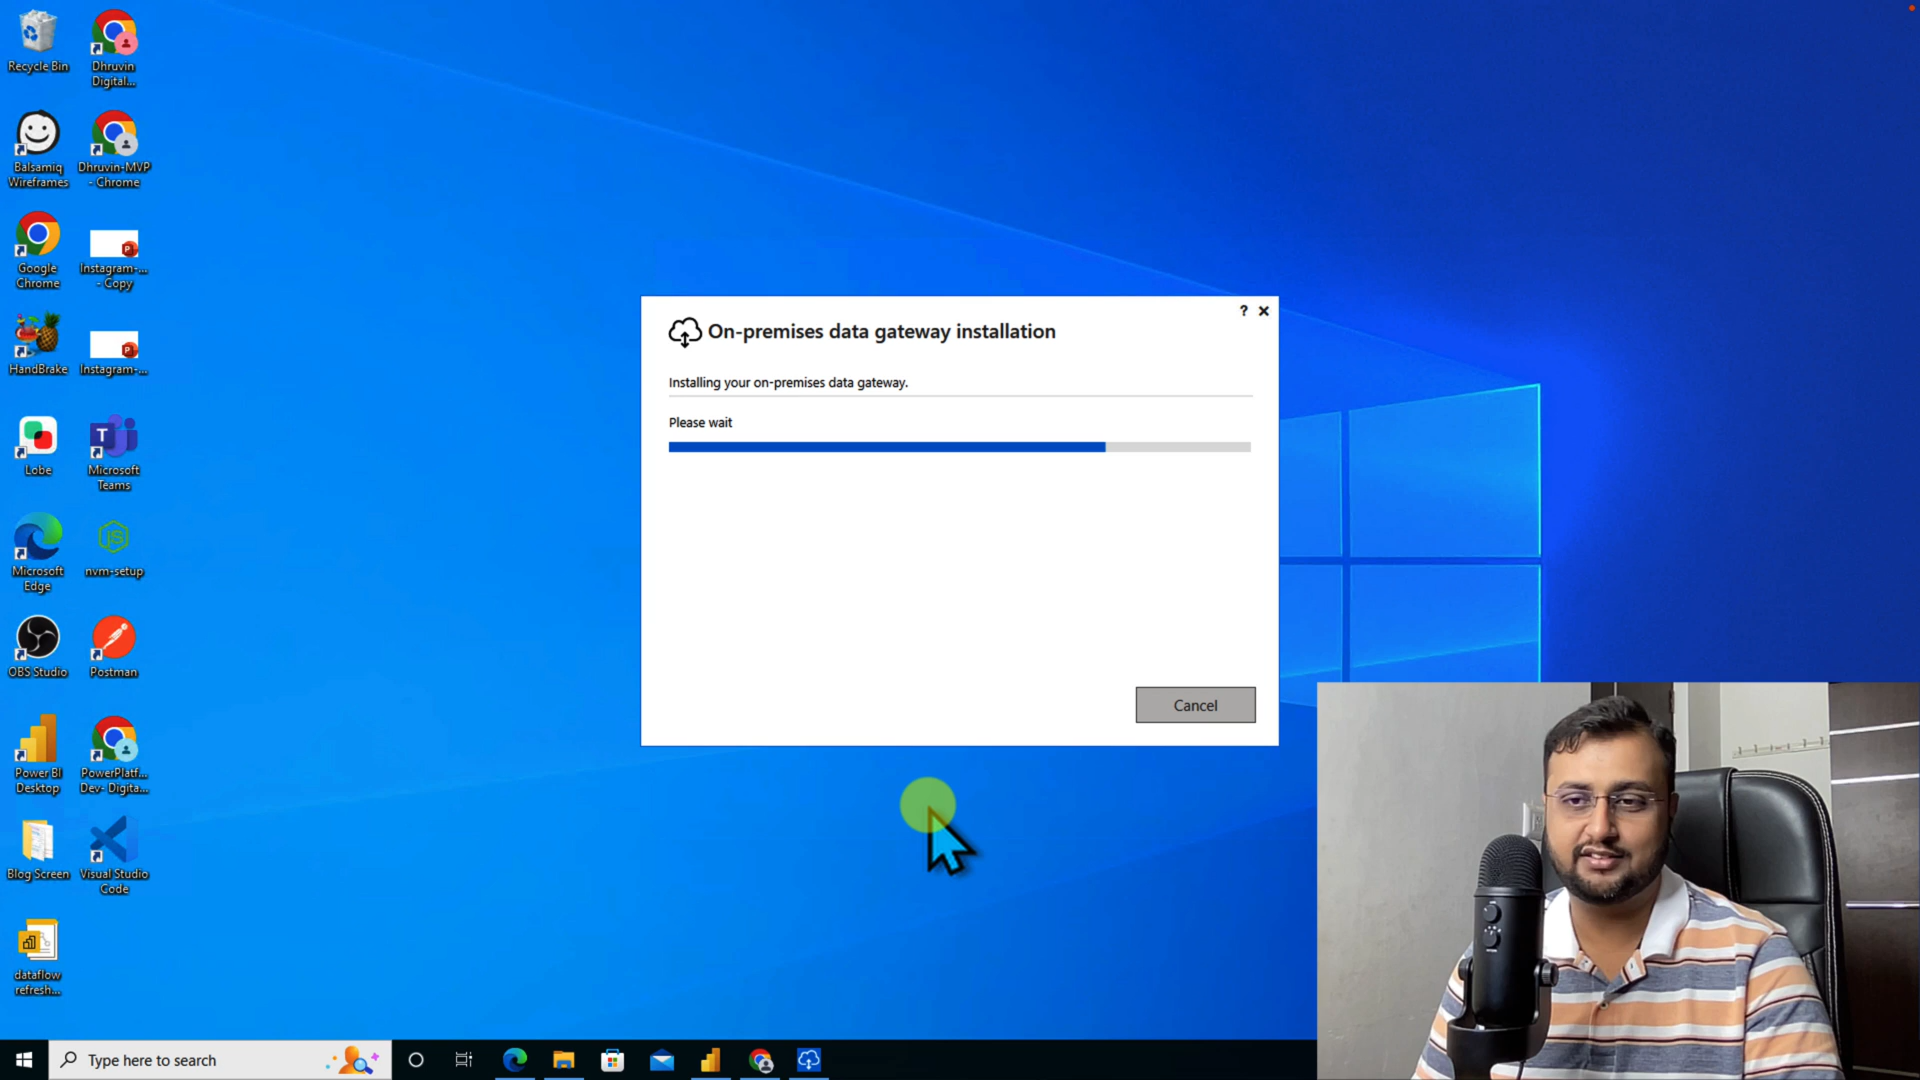 Recycle Bin
Dhruvin
Digital...
Balsamiq
Wireframes
Dhruvin-MVP
- Chrome
Google
Chrome
Instagram-...
- Copy
HandBrake
Instagram-...
Lobe
Microsoft
Teams
Microsoft
Edge
nvm-setup
OBS Studio
Postman
Power BI
Desktop
PowerPlatf...
Dev- Digita...
Blog Screen
Visual Studio
Code
dataflow
refresh...
? ×
On-premises data gateway installation
Installing your on-premises data gateway.
Please wait
Cancel
Type here to search